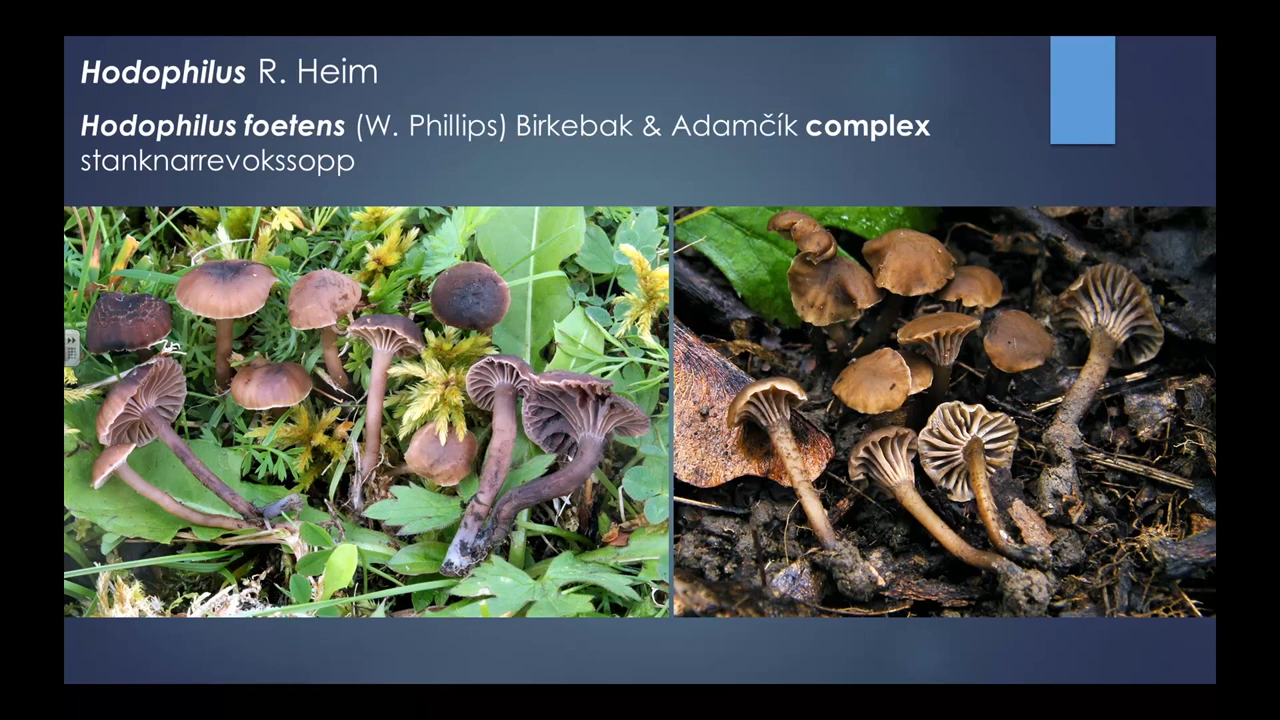 Hodophilus R. Heim
Hodophilus foetens (W. Phillips) Birkebak & Adamčík complex
stanknarrevokssopp